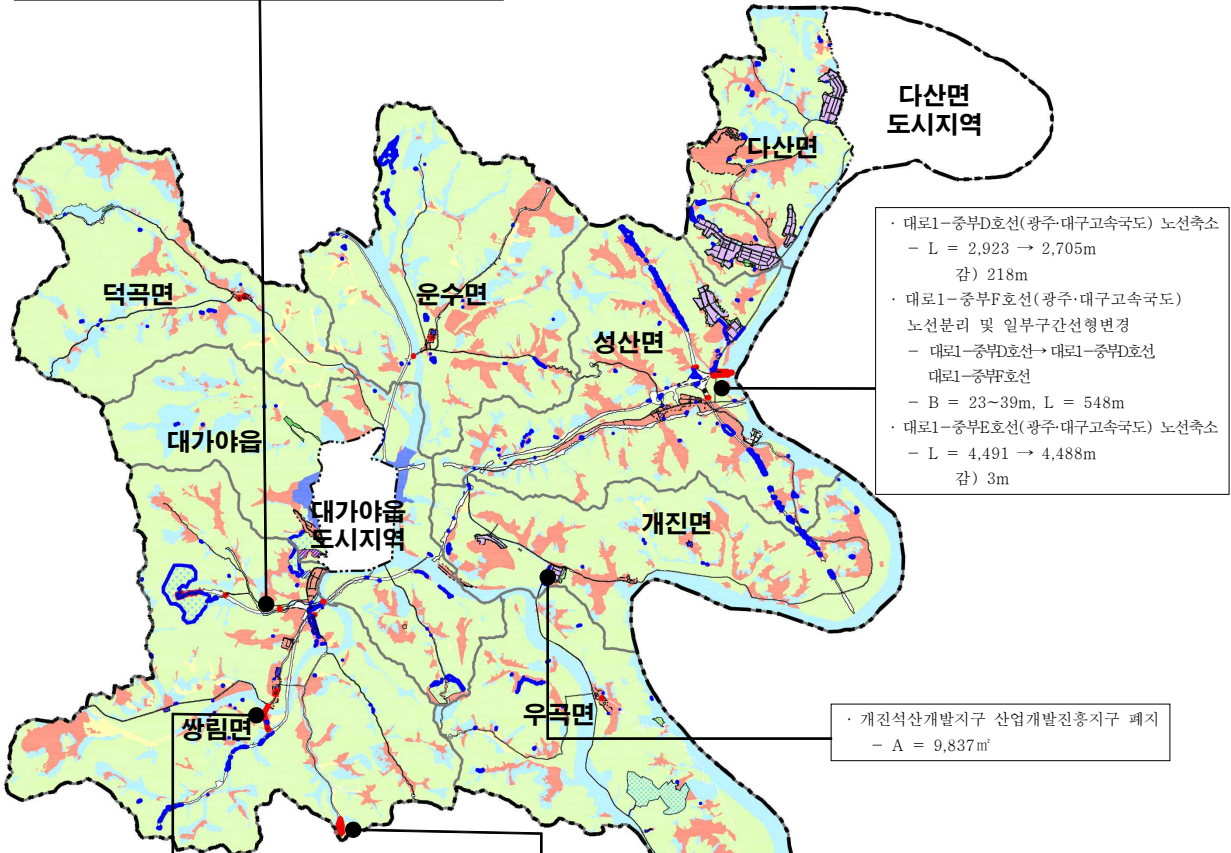 다산면
도시지역
다산면
덕곡면
운수면
성산면
대가야읍
대가야읍
도시지역
개진면
쌍림면
우곡면
· 대로1-중부D호선(광주·대구고속국도) 노선축소
- L = 2,923 → 2,705m
감) 218m
· 대로1-중부F호선(광주·대구고속국도)
노선분리 및 일부구간선형변경
- 대로1-중부D호선→ 대로1-중부D호선,
대로1-중부F호선
- B = 23~39m, L = 548m
· 대로1-중부E호선(광주·대구고속국도) 노선축소
- L = 4,491 → 4,488m
감) 3m
· 개진석산개발지구 산업개발진흥지구 폐지
- A = 9,837㎡